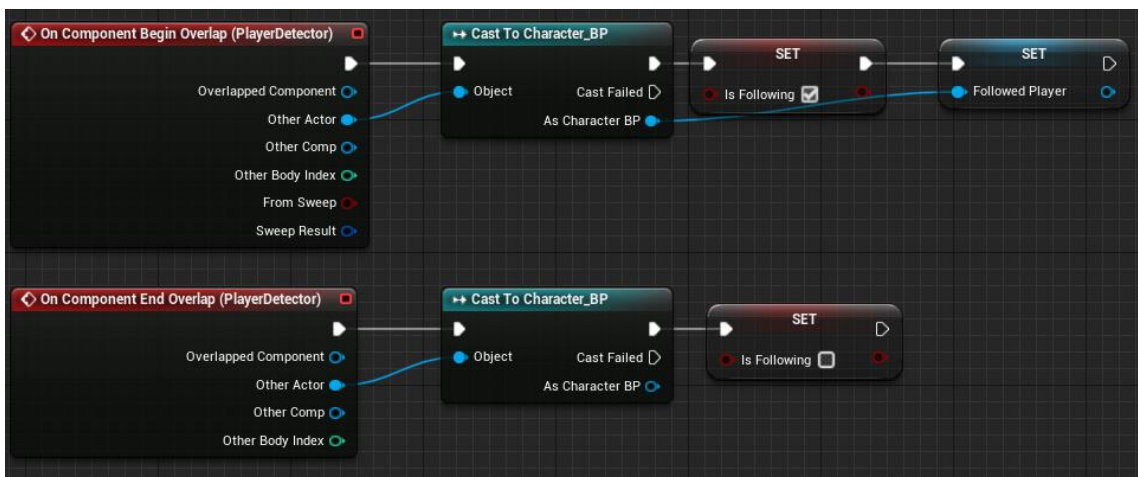 On Component Begin Overlap (PlayerDetector)
Overlapped Component
Other Actor
Other Comp
Other Body Index
From Sweep
Sweep Result
Cast To Character_BP
Object
Cast Failed
As Character BP
SET
Is Following
SET
Followed Player
On Component End Overlap (PlayerDetector)
Overlapped Component
Other Actor
Other Comp
Other Body Index
Cast To Character_BP
Object
Cast Failed
As Character BP
SET
Is Following